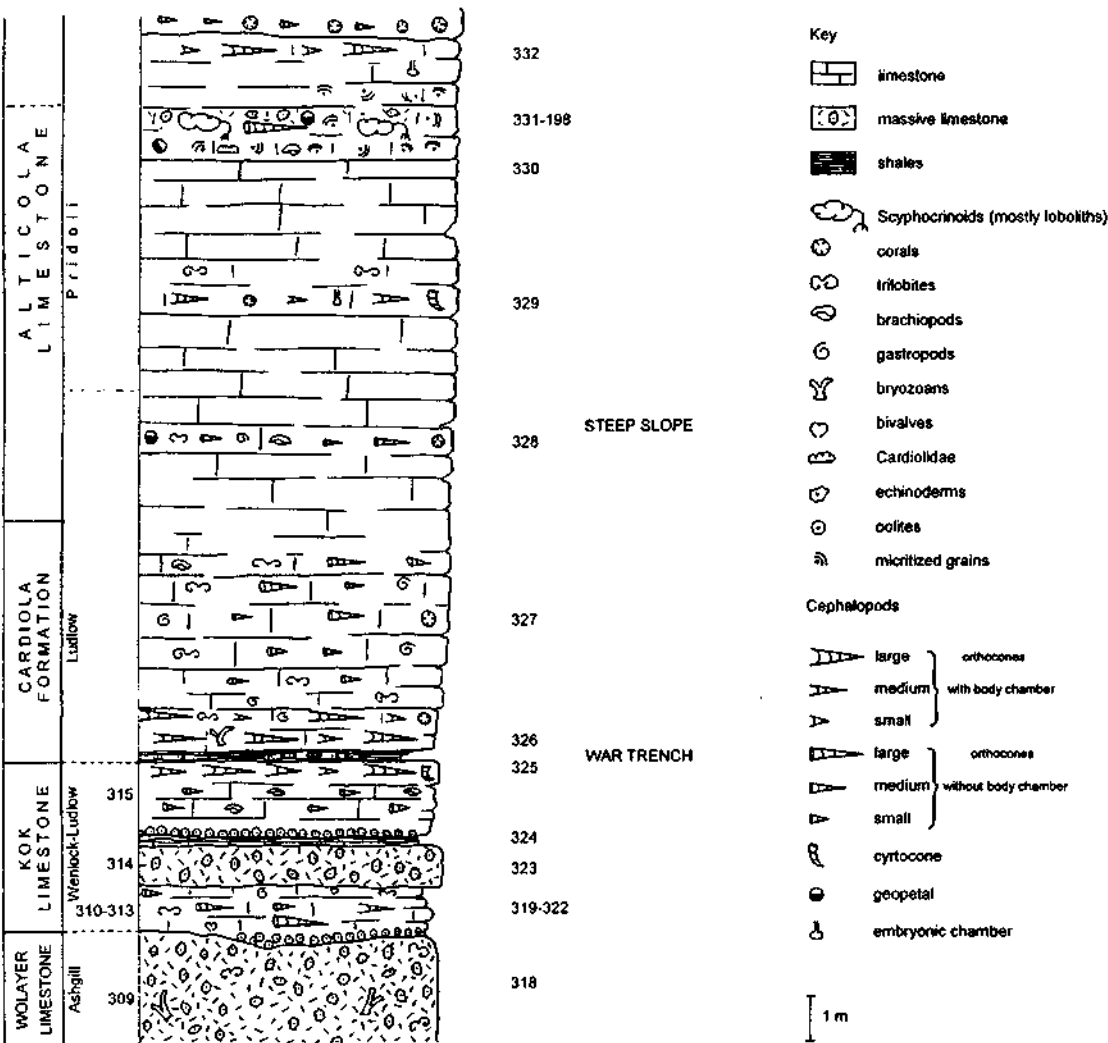 ALTICOLA
LIMESTONE
CARDIOLA
FORMATION
KOK
LIMESTONE
WOLAYER
LIMESTONE
Pridoli
Ludlow
Wenlock-Ludlow
Ashgill
315
314
310-313
309
332
331-198
330
329
328
327
326
325
324
323
319-322
318
STEEP SLOPE
WAR TRENCH
Key
limestone
massive limestone
shales
Scyphocrinoids (mostly loboliths)
corals
trilobites
brachiopods
gastropods
bryozoans
bivalves
Cardiolidae
echinoderms
oolites
micritized grains
Cephalopods
large orthocones
medium with body chamber
small
large orthocones
medium without body chamber
small
cyrtocone
geopetal
embryonic chamber
1 m